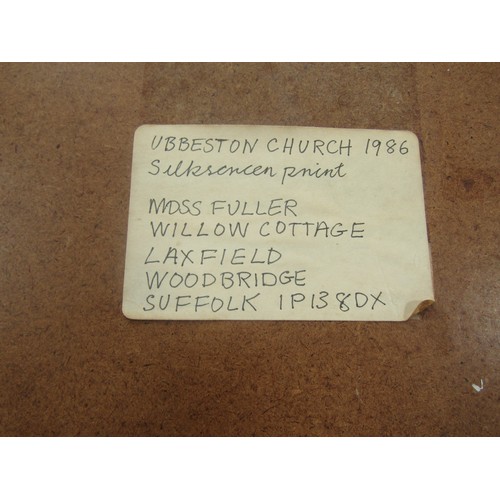 UBBESTON CHURCH 1986
Silkscreen print
MOSS FULLER
WILLOW COTTAGE
LAXFIELD
WOODBRIDGE
SUFFOLK IP13 8DX